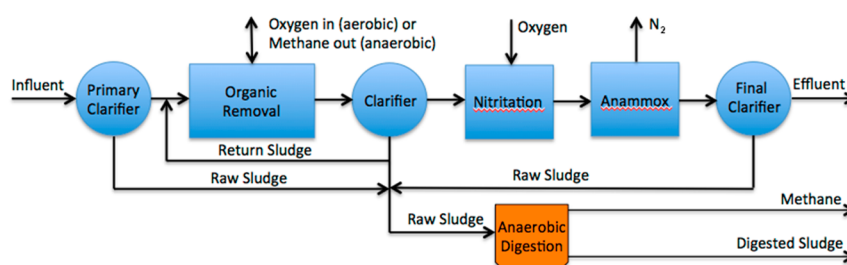 Oxygen in (aerobic) or
Methane out (anaerobic)
Oxygen
N2
Influent
Primary
Clarifier
Organic
Removal
Clarifier
Nitritation
Anammox
Final
Clarifier
Effluent
Return Sludge
Raw Sludge
Raw Sludge
Raw Sludge
Anaerobic
Digestion
Methane
Digested Sludge